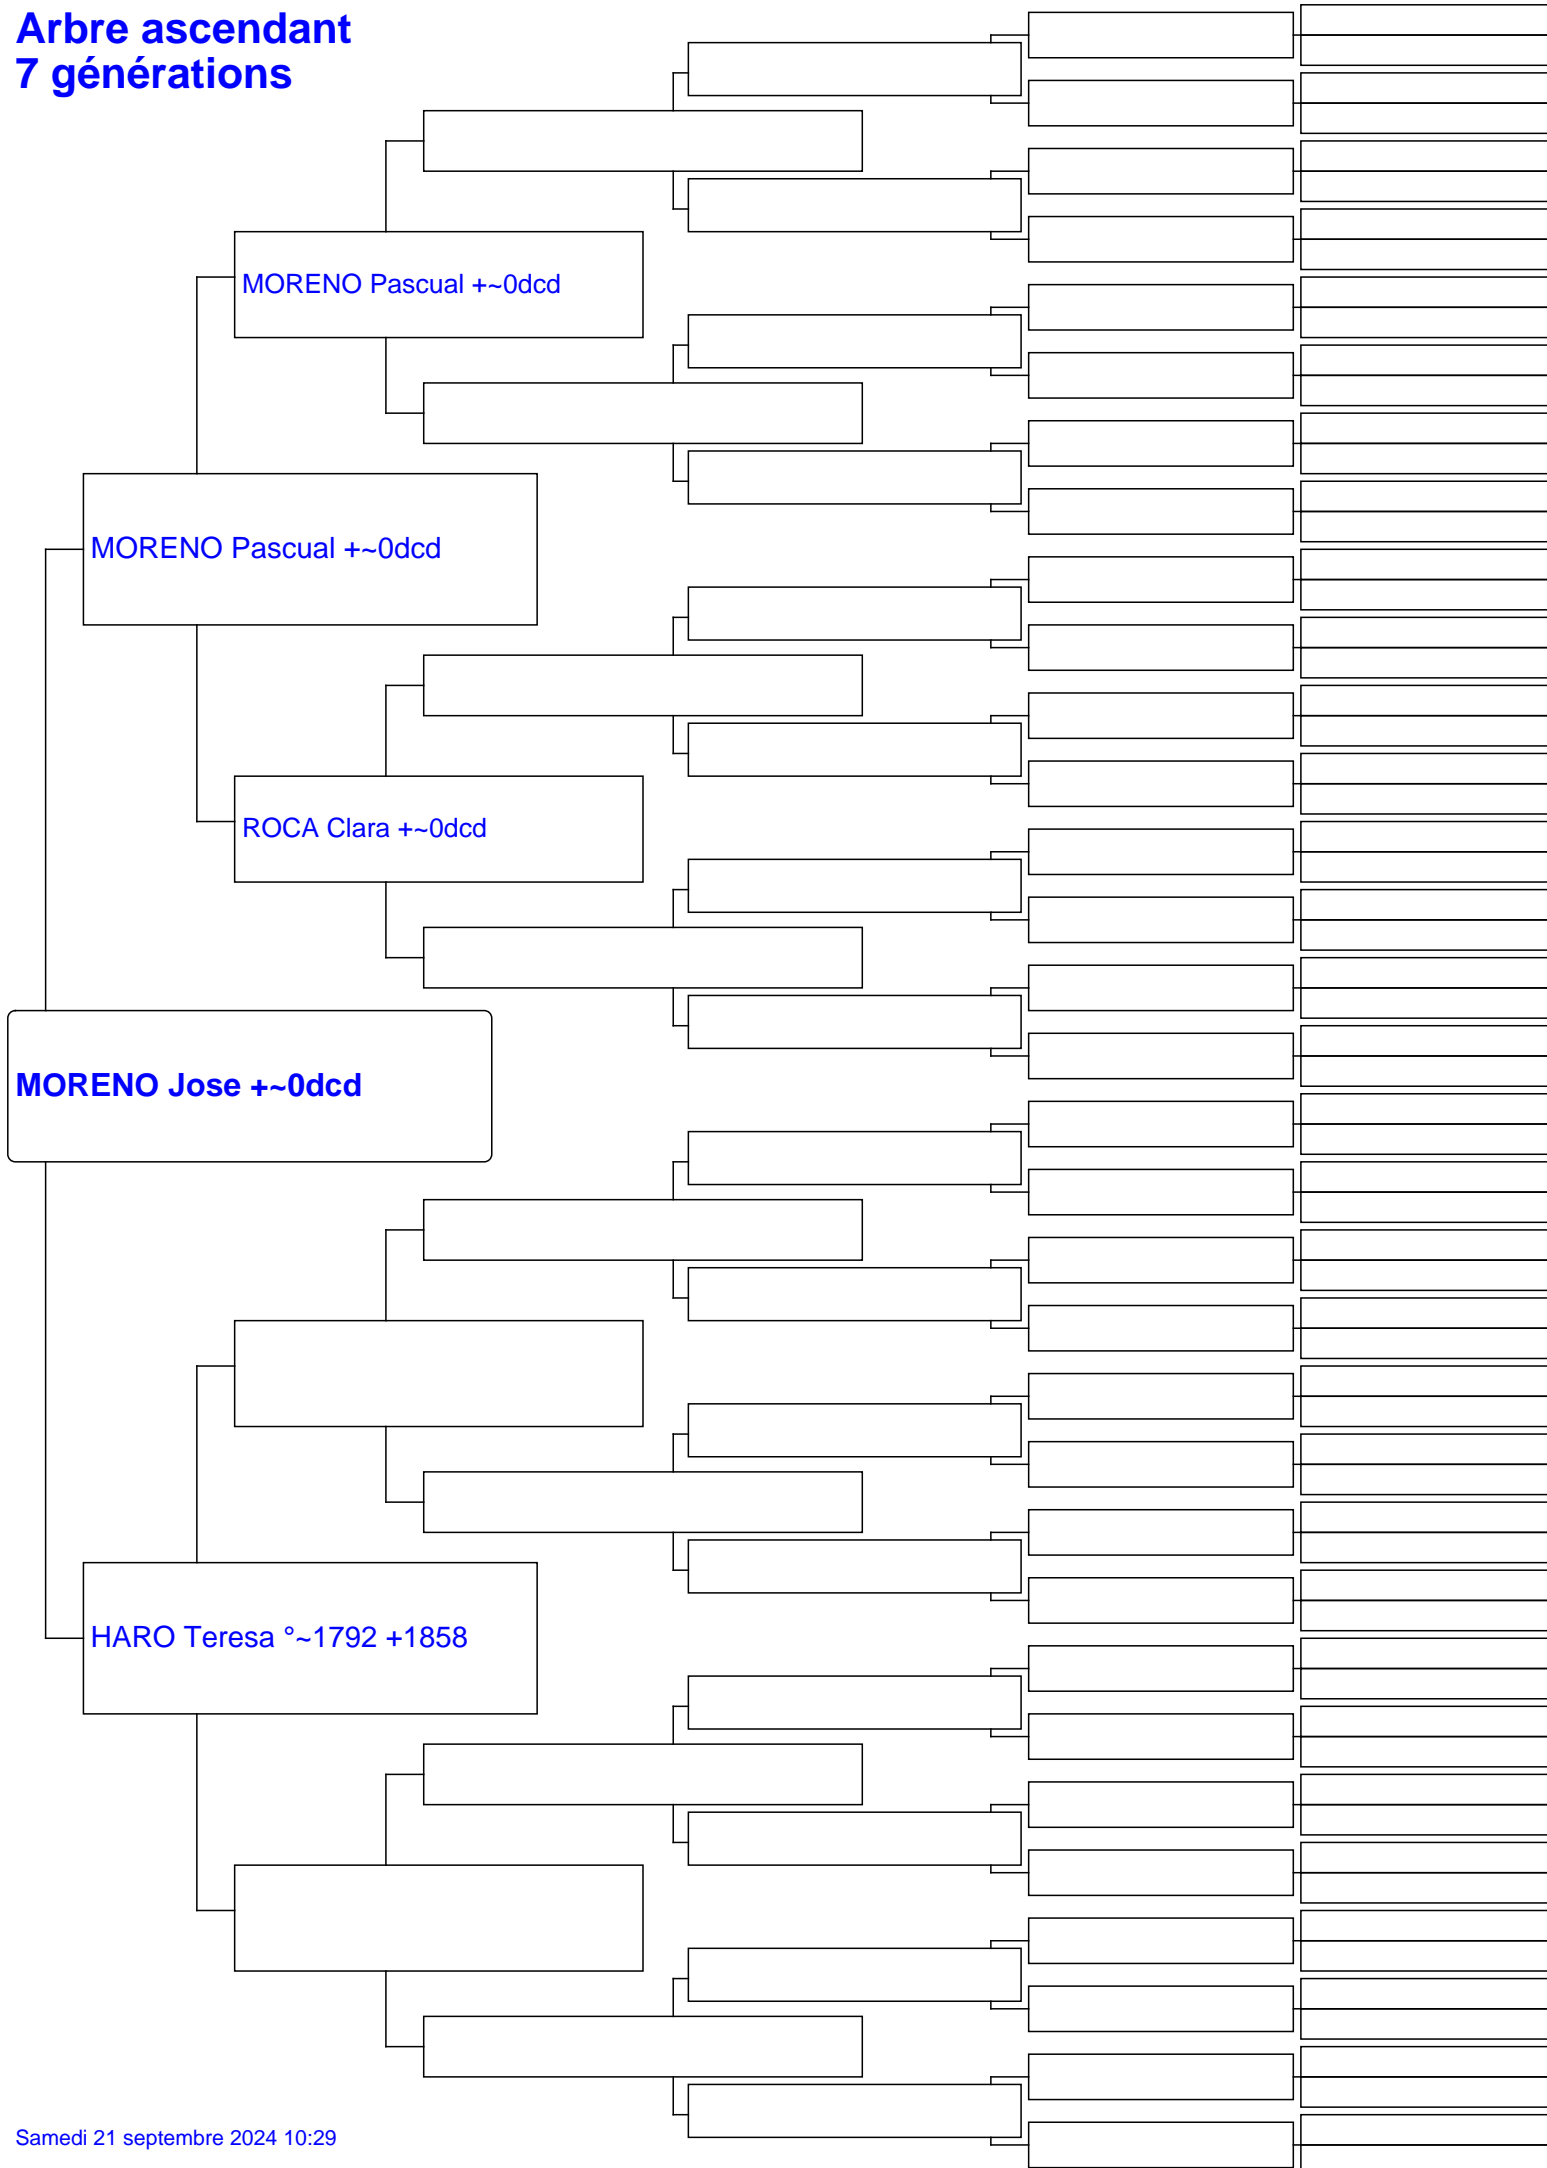 Arbre ascendant
7 générations
MORENO Pascual +~0dcd
MORENO Pascual +~0dcd
ROCA Clara +~0dcd
MORENO Jose +~0dcd
HARO Teresa °~1792 +1858
Samedi 21 septembre 2024 10:29